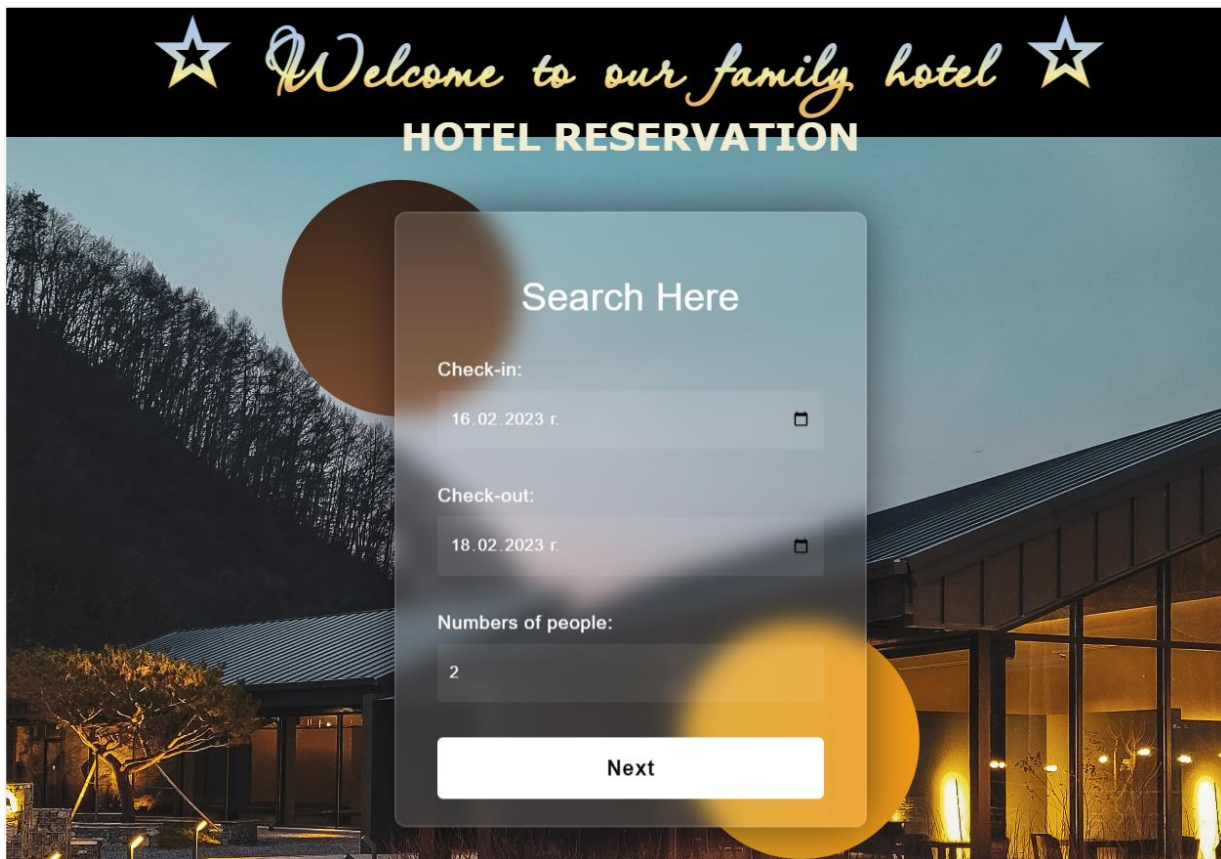 Welcome to our family hotel
HOTEL RESERVATION
Search Here
Check-in:
16.02.2023 г.
Check-out:
18.02.2023 г.
Numbers of people:
2
Next